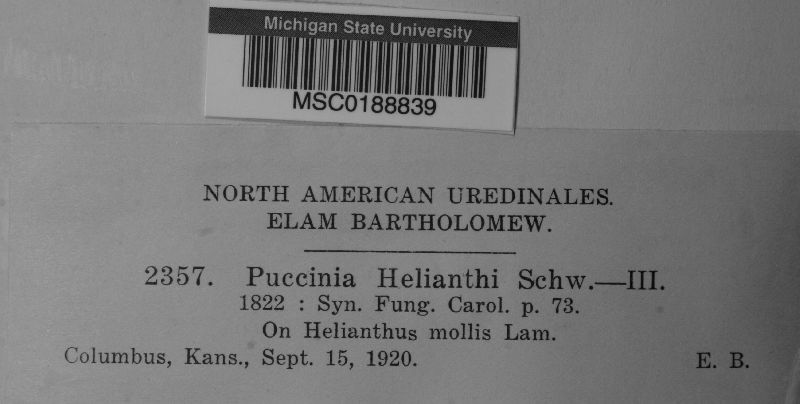 Michigan State University
MSC0188839
NORTH AMERICAN UREDINALES.
ELAM BARTHOLOMEW.
2357. Puccinia Helianthi Schw.—III.
1822 : Syn. Fung. Carol. p. 73.
On Helianthus mollis Lam.
Columbus, Kans., Sept. 15, 1920. E. B.